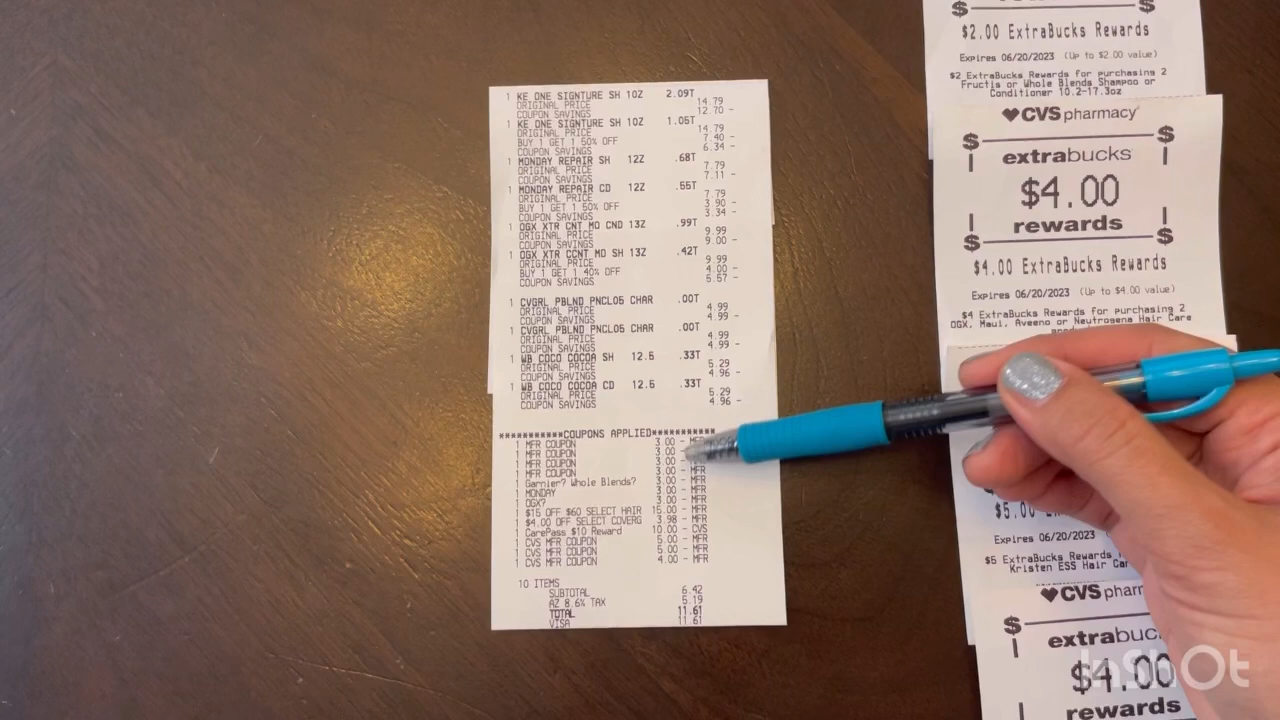 1 KE ONE SIGNTURE SH 10Z 2.09T
ORIGINAL PRICE 14.79
COUPON SAVINGS 12.70 -
1 KE ONE SIGNTURE SH 10Z 1.05T
ORIGINAL PRICE 14.79
BUY 1 GET 1 50% OFF 7.40 -
COUPON SAVINGS 6.34 -
1 MONDAY REPAIR SH 12Z .68T
ORIGINAL PRICE 7.79
COUPON SAVINGS 7.11 -
1 MONDAY REPAIR CD 12Z .55T
ORIGINAL PRICE 7.79
BUY 1 GET 1 50% OFF 3.90 -
COUPON SAVINGS 3.34 -
1 OGX XTR CNT MO CND 13Z .99T
ORIGINAL PRICE 9.99
COUPON SAVINGS 9.00 -
1 OGX XTR CCNT MO SH 13Z .42T
ORIGINAL PRICE 9.99
BUY 1 GET 1 40% OFF 4.00 -
COUPON SAVINGS 5.57 -
1 CVGRL PBLND PNCL05 CHAR .00T
ORIGINAL PRICE 4.99
COUPON SAVINGS 4.99 -
1 CVGRL PBLND PNCL05 CHAR .00T
ORIGINAL PRICE 4.99
COUPON SAVINGS 4.99 -
1 WB COCO COCOA SH 12.5 .33T
ORIGINAL PRICE 5.29
COUPON SAVINGS 4.96 -
1 WB COCO COCOA CD 12.5 .33T
ORIGINAL PRICE 5.29
COUPON SAVINGS 4.96 -
***********COUPONS APPLIED***********
1 MFR COUPON 3.00 - MFR
1 MFR COUPON 3.00 -
1 MFR COUPON 3.00 -
1 MFR COUPON 3.00 - MFR
1 Garnier? Whole Blends? 3.00 - MFR
1 MONDAY 3.00 - MFR
1 OGX? 3.00 - MFR
1 $15 OFF $60 SELECT HAIR 15.00 - MFR
1 $4.00 OFF SELECT COVERG 3.98 - MFR
1 CarePass $10 Reward 10.00 - CVS
1 CVS MFR COUPON 5.00 - MFR
1 CVS MFR COUPON 5.00 - MFR
1 CVS MFR COUPON 4.00 - MFR
10 ITEMS
SUBTOTAL 6.42
AZ 8.6% TAX 5.19
TOTAL 11.61
VISA 11.61
$2.00 ExtraBucks Rewards
Expires 06/20/2023 (Up to $2.00 value)
$2 ExtraBucks Rewards for purchasing 2
Fructis or Whole Blends Shampoo or
Conditioner 10.2-17.3oz
CVS pharmacy
extrabucks
$4.00
rewards
$4.00 ExtraBucks Rewards
Expires 06/20/2023 (Up to $4.00 value)
$4 ExtraBucks Rewards for purchasing 2
OGX, Maui, Aveeno or Neutrogena Hair Care
$5.00
Expires 06/20/2023
$5 ExtraBucks Rewards
Kristen ESS Hair Car
CVS pharm
extrabuc
$4.00
rewards
InShOt